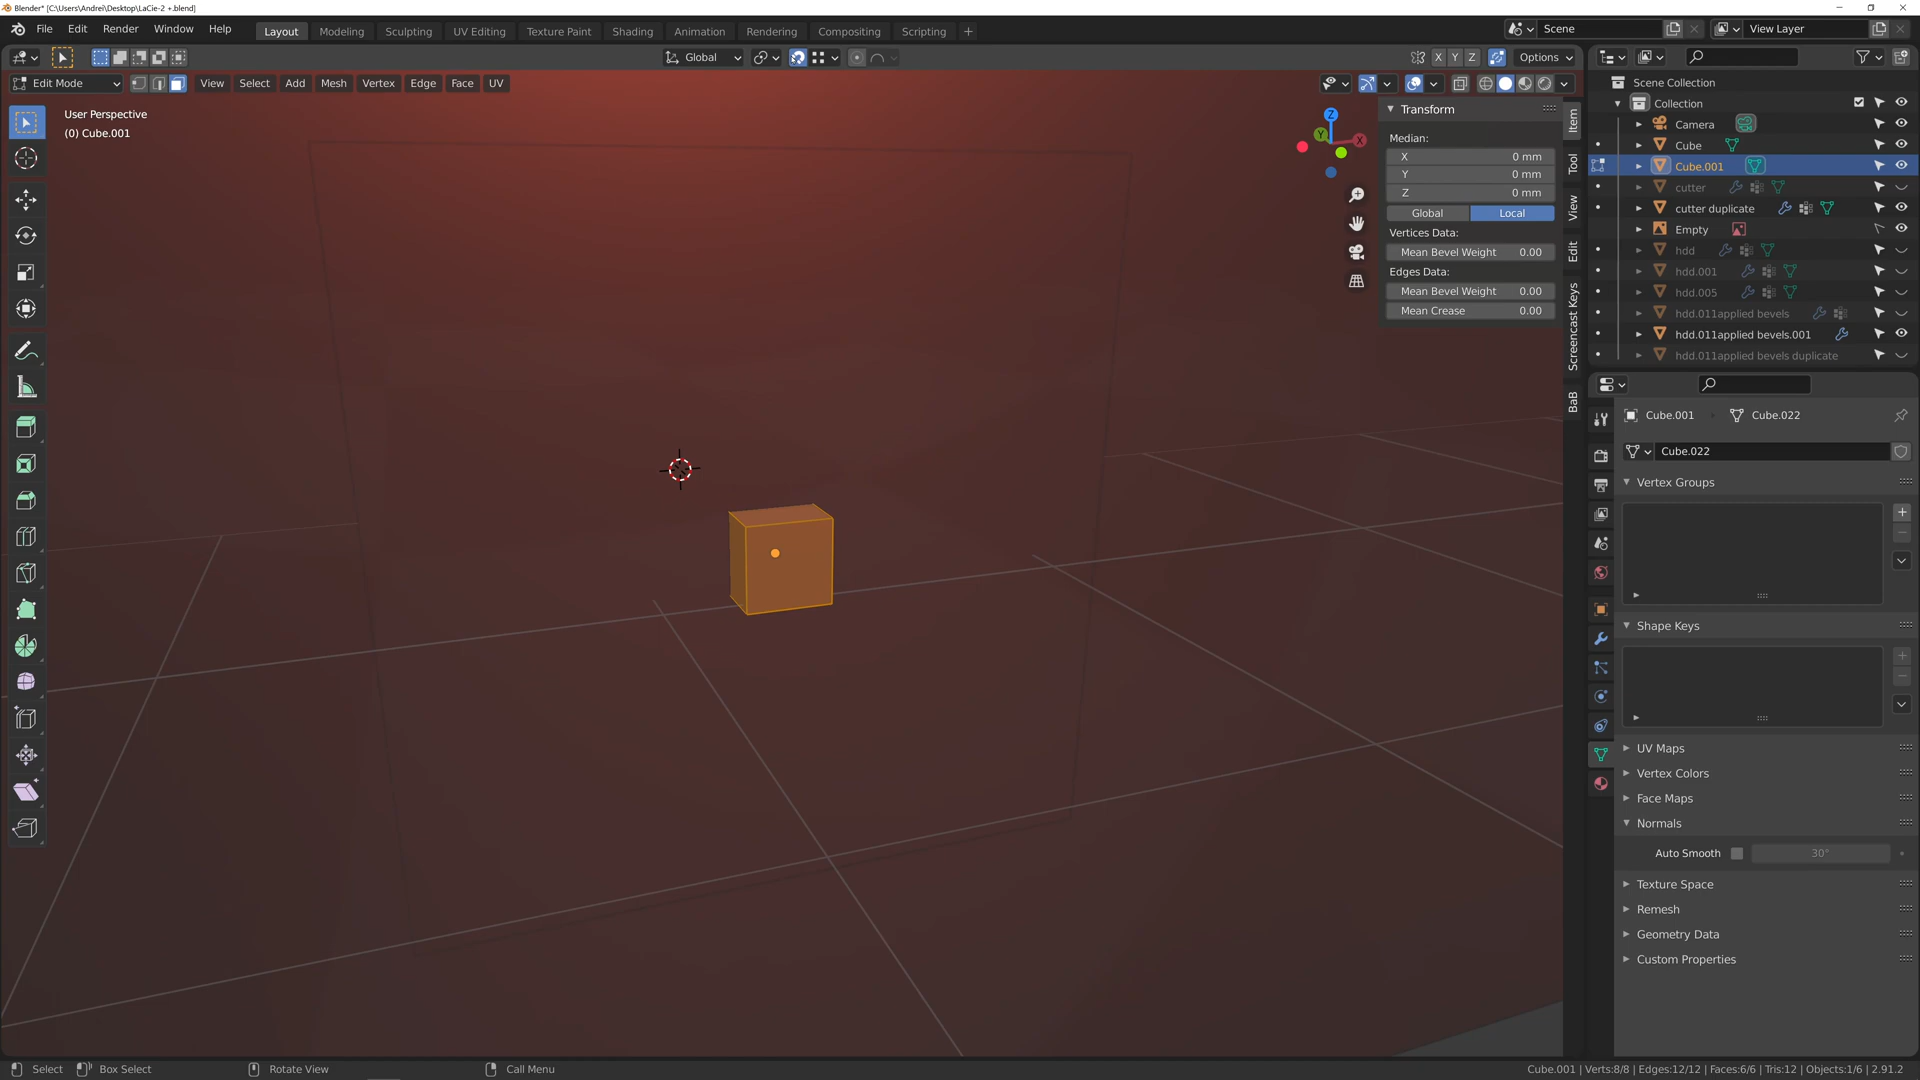 Blender* [C:\Users\Andrei\Desktop\LaCie-2 +.blend]
File Edit Render Window Help
Layout Modeling Sculpting UV Editing Texture Paint Shading Animation Rendering Compositing Scripting +
Scene
View Layer
Global
X Y Z
Options
Edit Mode
View Select Add Mesh Vertex Edge Face UV
User Perspective
(0) Cube.001
Z
Y
X
Transform
Median:
X 0 mm
Y 0 mm
Z 0 mm
Global Local
Vertices Data:
Mean Bevel Weight 0.00
Edges Data:
Mean Bevel Weight 0.00
Mean Crease 0.00
Item
Tool
View
Edit
Screencast Keys
BaB
Scene Collection
Collection
Camera
Cube
Cube.001
cutter
cutter duplicate
Empty
hdd
hdd.001
hdd.005
hdd.011applied bevels
hdd.011applied bevels.001
hdd.011applied bevels duplicate
Cube.001 Cube.022
Cube.022
Vertex Groups
Shape Keys
UV Maps
Vertex Colors
Face Maps
Normals
Auto Smooth 30°
Texture Space
Remesh
Geometry Data
Custom Properties
Select Box Select Rotate View Call Menu
Cube.001 | Verts:8/8 | Edges:12/12 | Faces:6/6 | Tris:12 | Objects:1/6 | 2.91.2